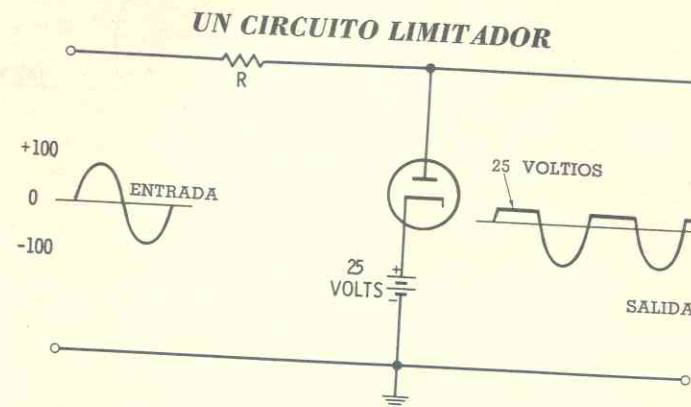 UN CIRCUITO LIMITADOR
R
+100
0
-100
ENTRADA
25 VOLTIOS
25
VOLTS
+
-
SALIDA